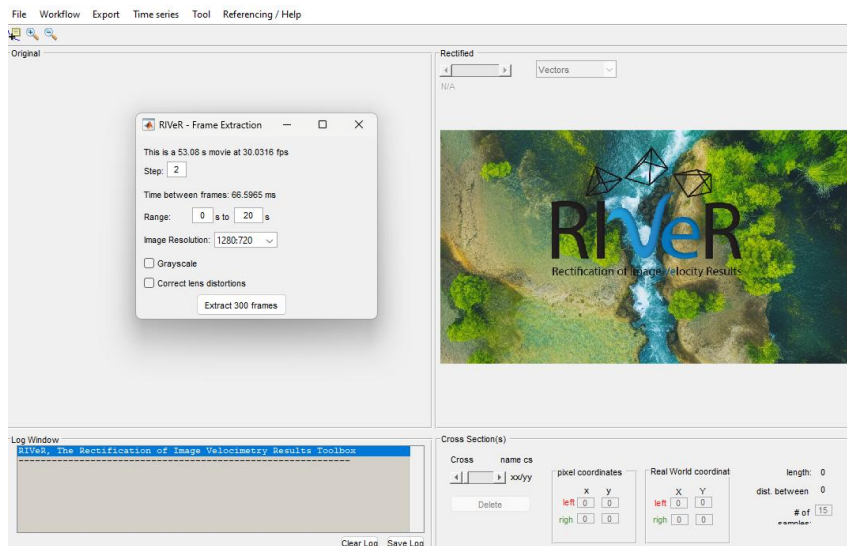 File Workflow Export Time series Tool Referencing / Help
Original
RIVeR - Frame Extraction
This is a 53.08 s movie at 30.0316 fps
Step: 2
Time between frames: 66.5965 ms
Range: 0 s to 20 s
Image Resolution: 1280:720
Grayscale
Correct lens distortions
Extract 300 frames
Rectified
Vectors
N/A
RIVeR
Rectification of Image Velocity Results
Log Window
RIVeR, The Rectification of Image Velocimetry Results Toolbox
Clear Log Save Log
Cross Section(s)
Cross name cs
xx/yy
Delete
pixel coordinates
x y
left 0 0
righ 0 0
Real World coordinat
X Y
left 0 0
righ 0 0
length: 0
dist. between 0
# of 15